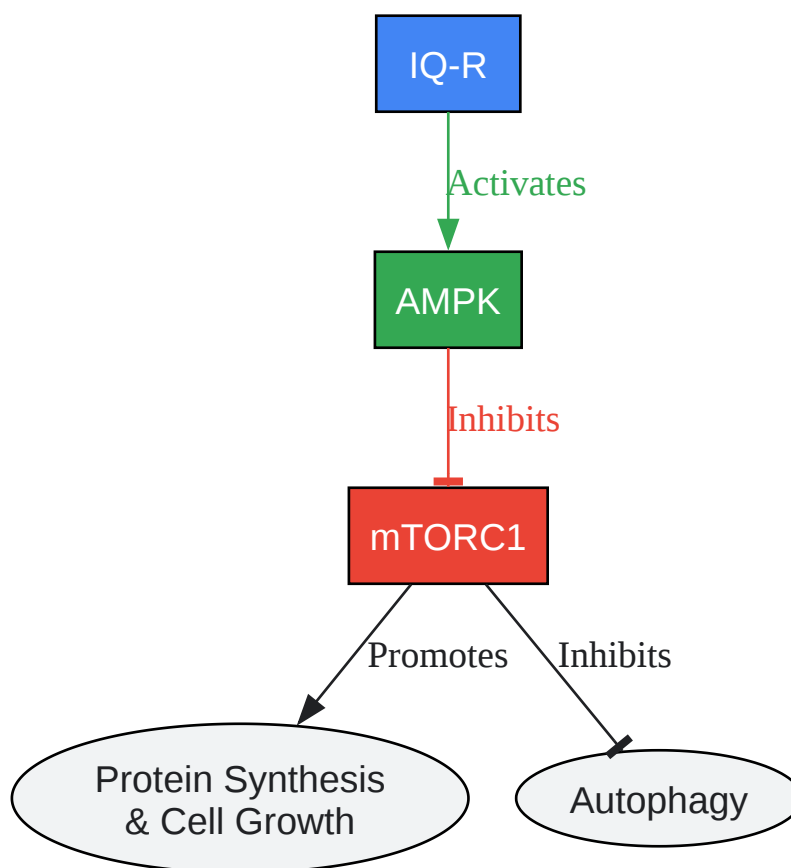 IQ-R
Activates
AMPK
Inhibits
mTORC1
Promotes
Inhibits
Protein Synthesis
& Cell Growth
Autophagy